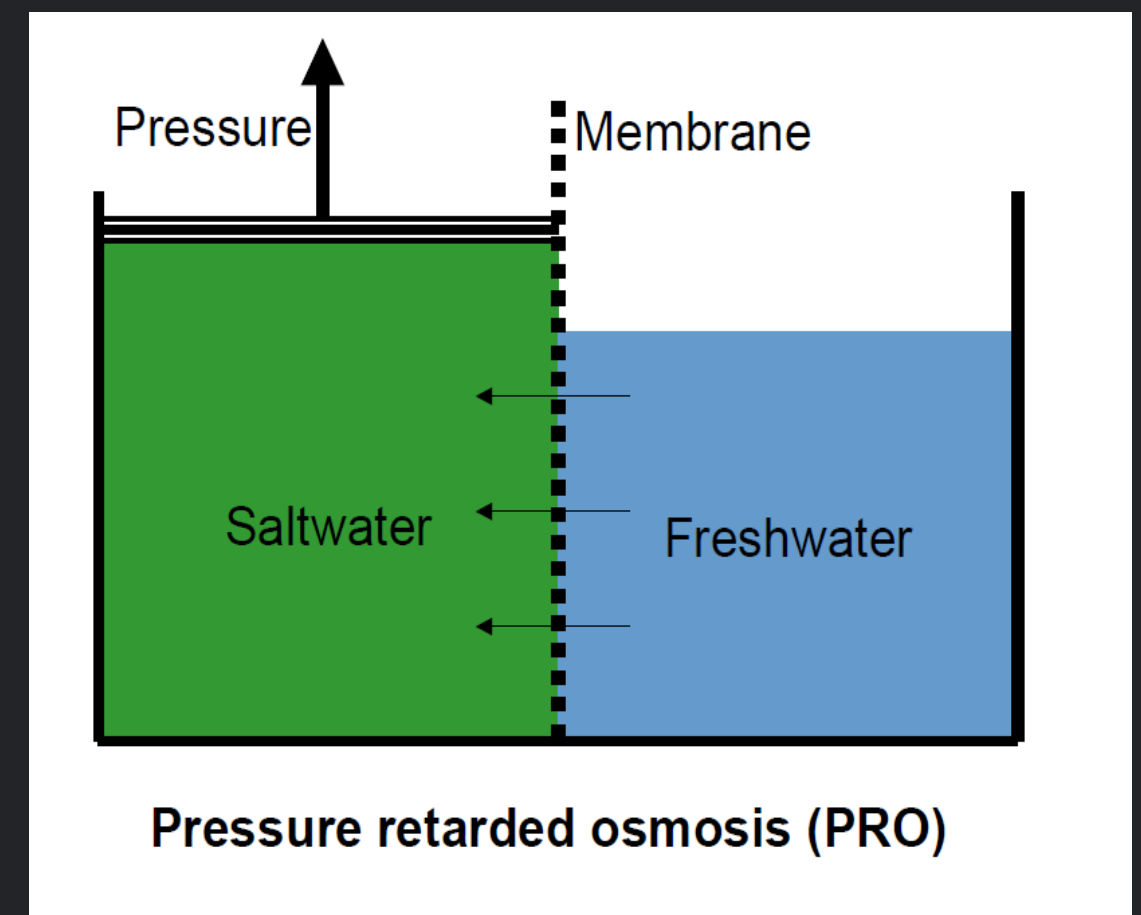 Pressure
Membrane
Saltwater
Freshwater
Pressure retarded osmosis (PRO)